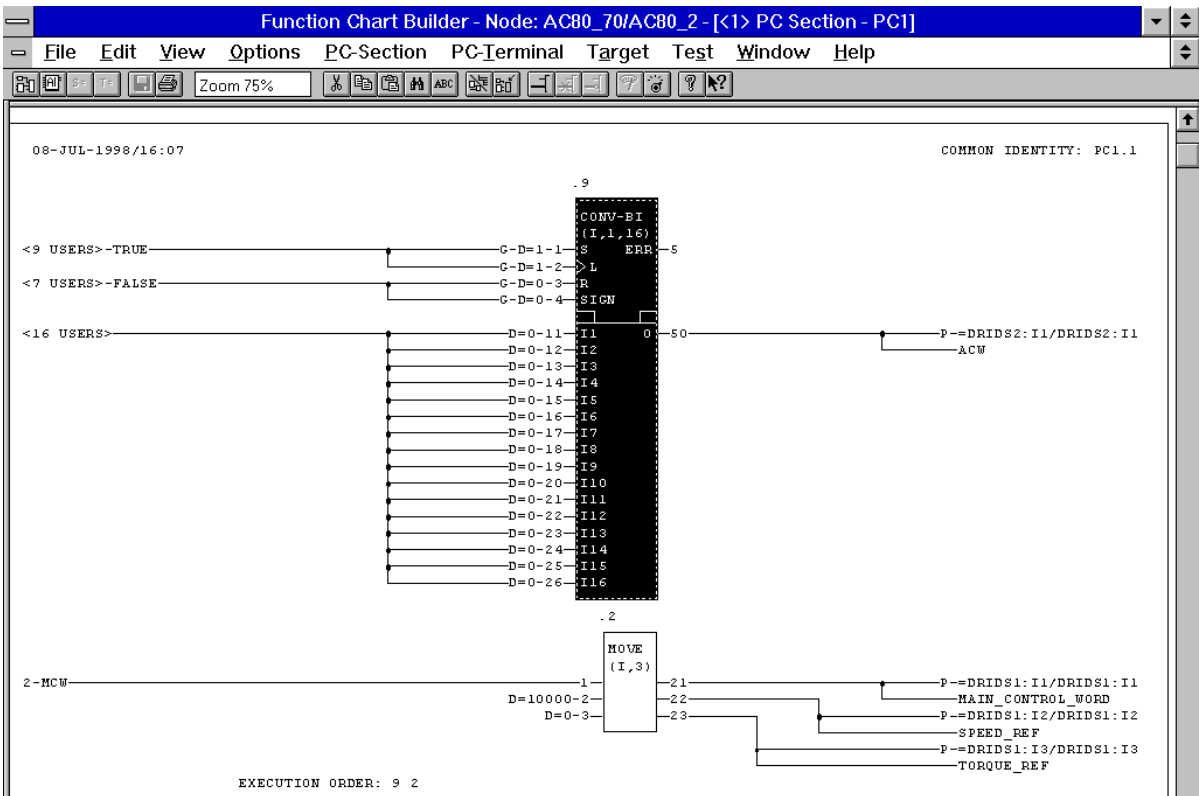 Function Chart Builder - Node: AC80_70/AC80_2 - [<1> PC Section - PC1]
File Edit View Options PC-Section PC-Terminal Target Test Window Help
S= T= Zoom 75% ABC
08-JUL-1998/16:07 COMMON IDENTITY: PC1.1
.9
CONV-BI
(I,1,16)
<9 USERS>-TRUE G-D=1-1 S ERR 5
G-D=1-2 >L
<7 USERS>-FALSE G-D=0-3 R
G-D=0-4 SIGN
<16 USERS> D=0-11 I1 O 50 P-=DRIDS2:I1/DRIDS2:I1
D=0-12 I2 ACW
D=0-13 I3
D=0-14 I4
D=0-15 I5
D=0-16 I6
D=0-17 I7
D=0-18 I8
D=0-19 I9
D=0-20 I10
D=0-21 I11
D=0-22 I12
D=0-23 I13
D=0-24 I14
D=0-25 I15
D=0-26 I16
.2
MOVE
(I,3)
2-MCW 1 21 P-=DRIDS1:I1/DRIDS1:I1
D=10000-2 22 MAIN_CONTROL_WORD
D=0-3 23 P-=DRIDS1:I2/DRIDS1:I2
SPEED_REF
P-=DRIDS1:I3/DRIDS1:I3
TORQUE_REF
EXECUTION ORDER: 9 2